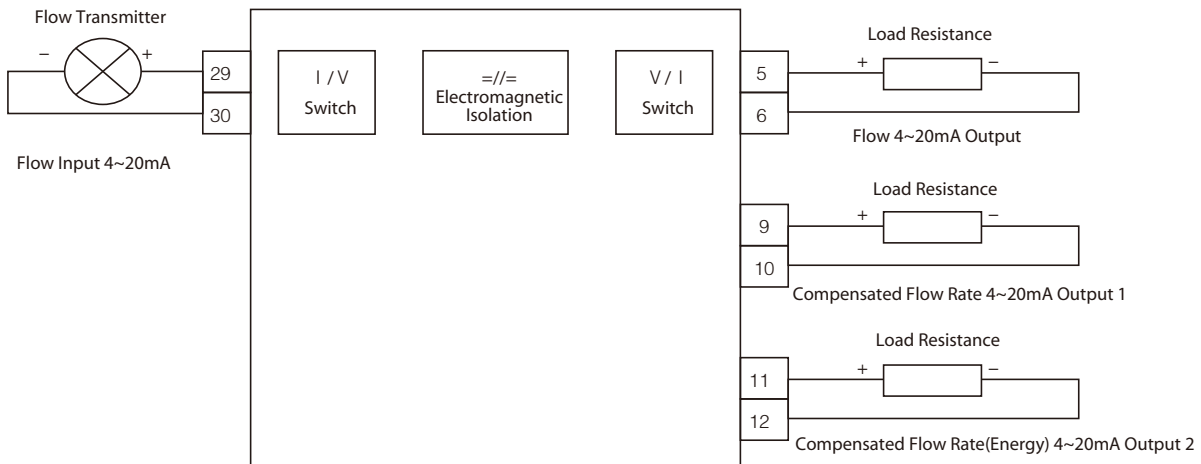 Flow Transmitter
−
+
29
30
Flow Input 4~20mA
I / V
Switch
=//=
Electromagnetic
Isolation
V / I
Switch
Load Resistance
+
−
5
6
Flow 4~20mA Output
Load Resistance
+
−
9
10
Compensated Flow Rate 4~20mA Output 1
Load Resistance
+
−
11
12
Compensated Flow Rate(Energy) 4~20mA Output 2